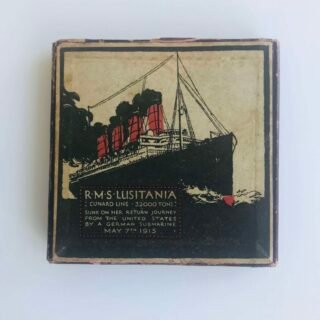 R·M·S·LUSITANIA
CUNARD LINE · 32000 TONS
SUNK ON HER RETURN JOURNEY
FROM THE UNITED STATES
BY A GERMAN SUBMARINE
MAY 7TH 1915